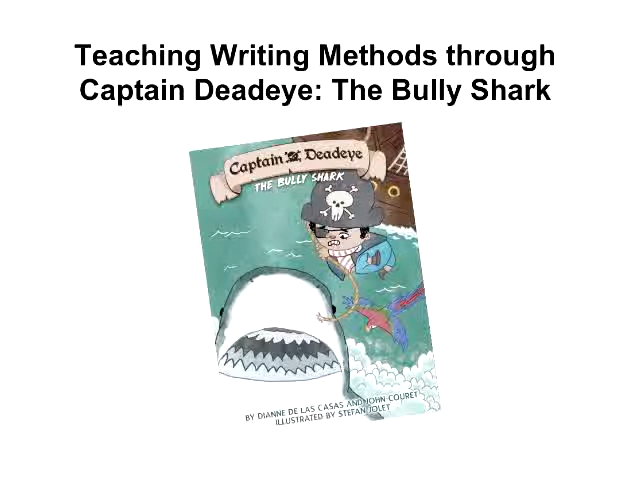 Teaching Writing Methods through
Captain Deadeye: The Bully Shark
Captain Deadeye
THE BULLY SHARK
BY DIANNE DE LAS CASAS AND JOHN COURET
ILLUSTRATED BY STEFAN JOLET